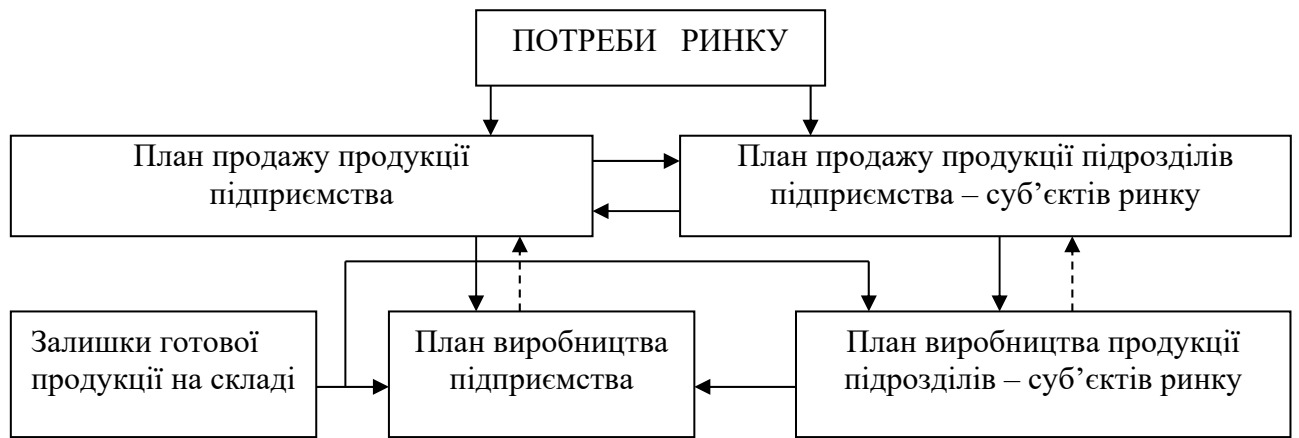 ПОТРЕБИ РИНКУ
План продажу продукції
підприємства
План продажу продукції підрозділів
підприємства – суб’єктів ринку
Залишки готової
продукції на складі
План виробництва
підприємства
План виробництва продукції
підрозділів – суб’єктів ринку